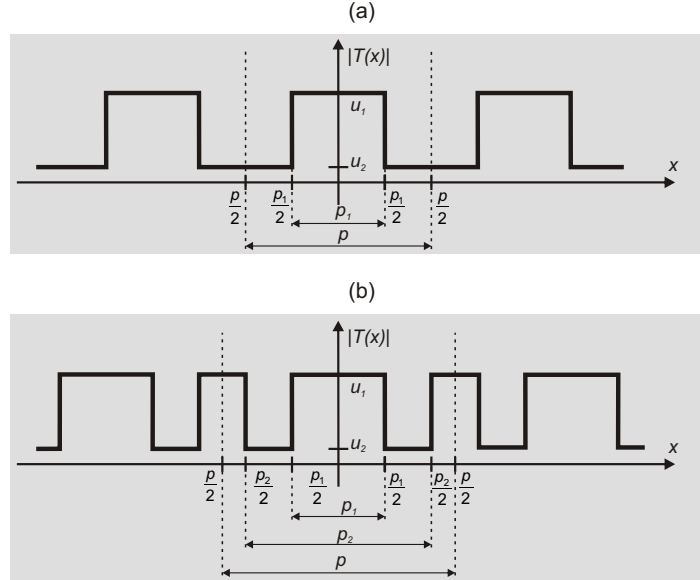 (a)
|T(x)|
u₁
u₂
x
p/2 p₁/2 p₁/2 p/2
p₁
p
(b)
|T(x)|
u₁
u₂
x
p/2 p₂/2 p₁/2 p₁/2 p₂/2 p/2
p₁
p₂
p